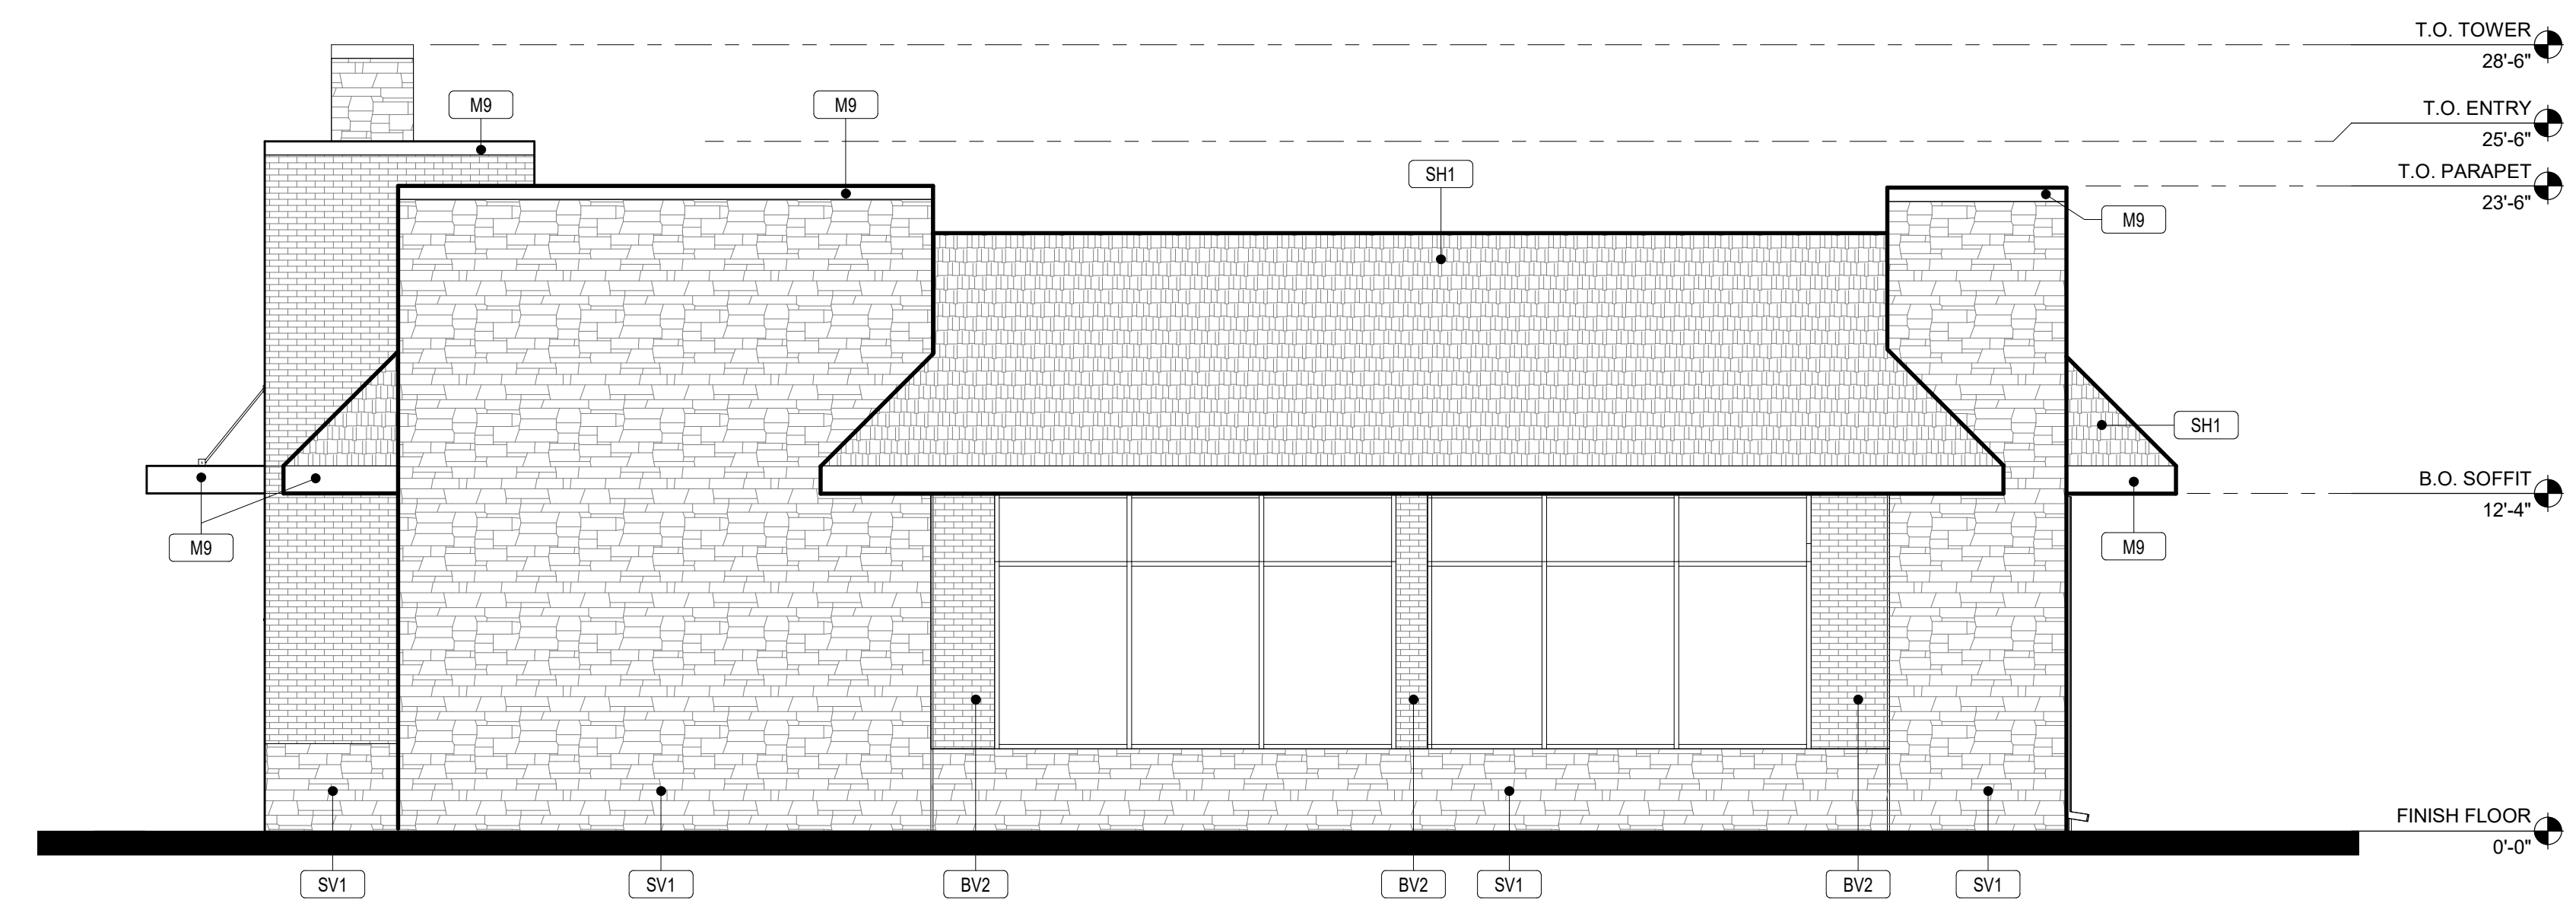 T.O. TOWER
28'-6"
M9
M9
T.O. ENTRY
25'-6"
SH1
T.O. PARAPET
23'-6"
M9
SH1
B.O. SOFFIT
12'-4"
M9
M9
FINISH FLOOR
0'-0"
SV1
SV1
BV2
BV2
SV1
BV2
SV1